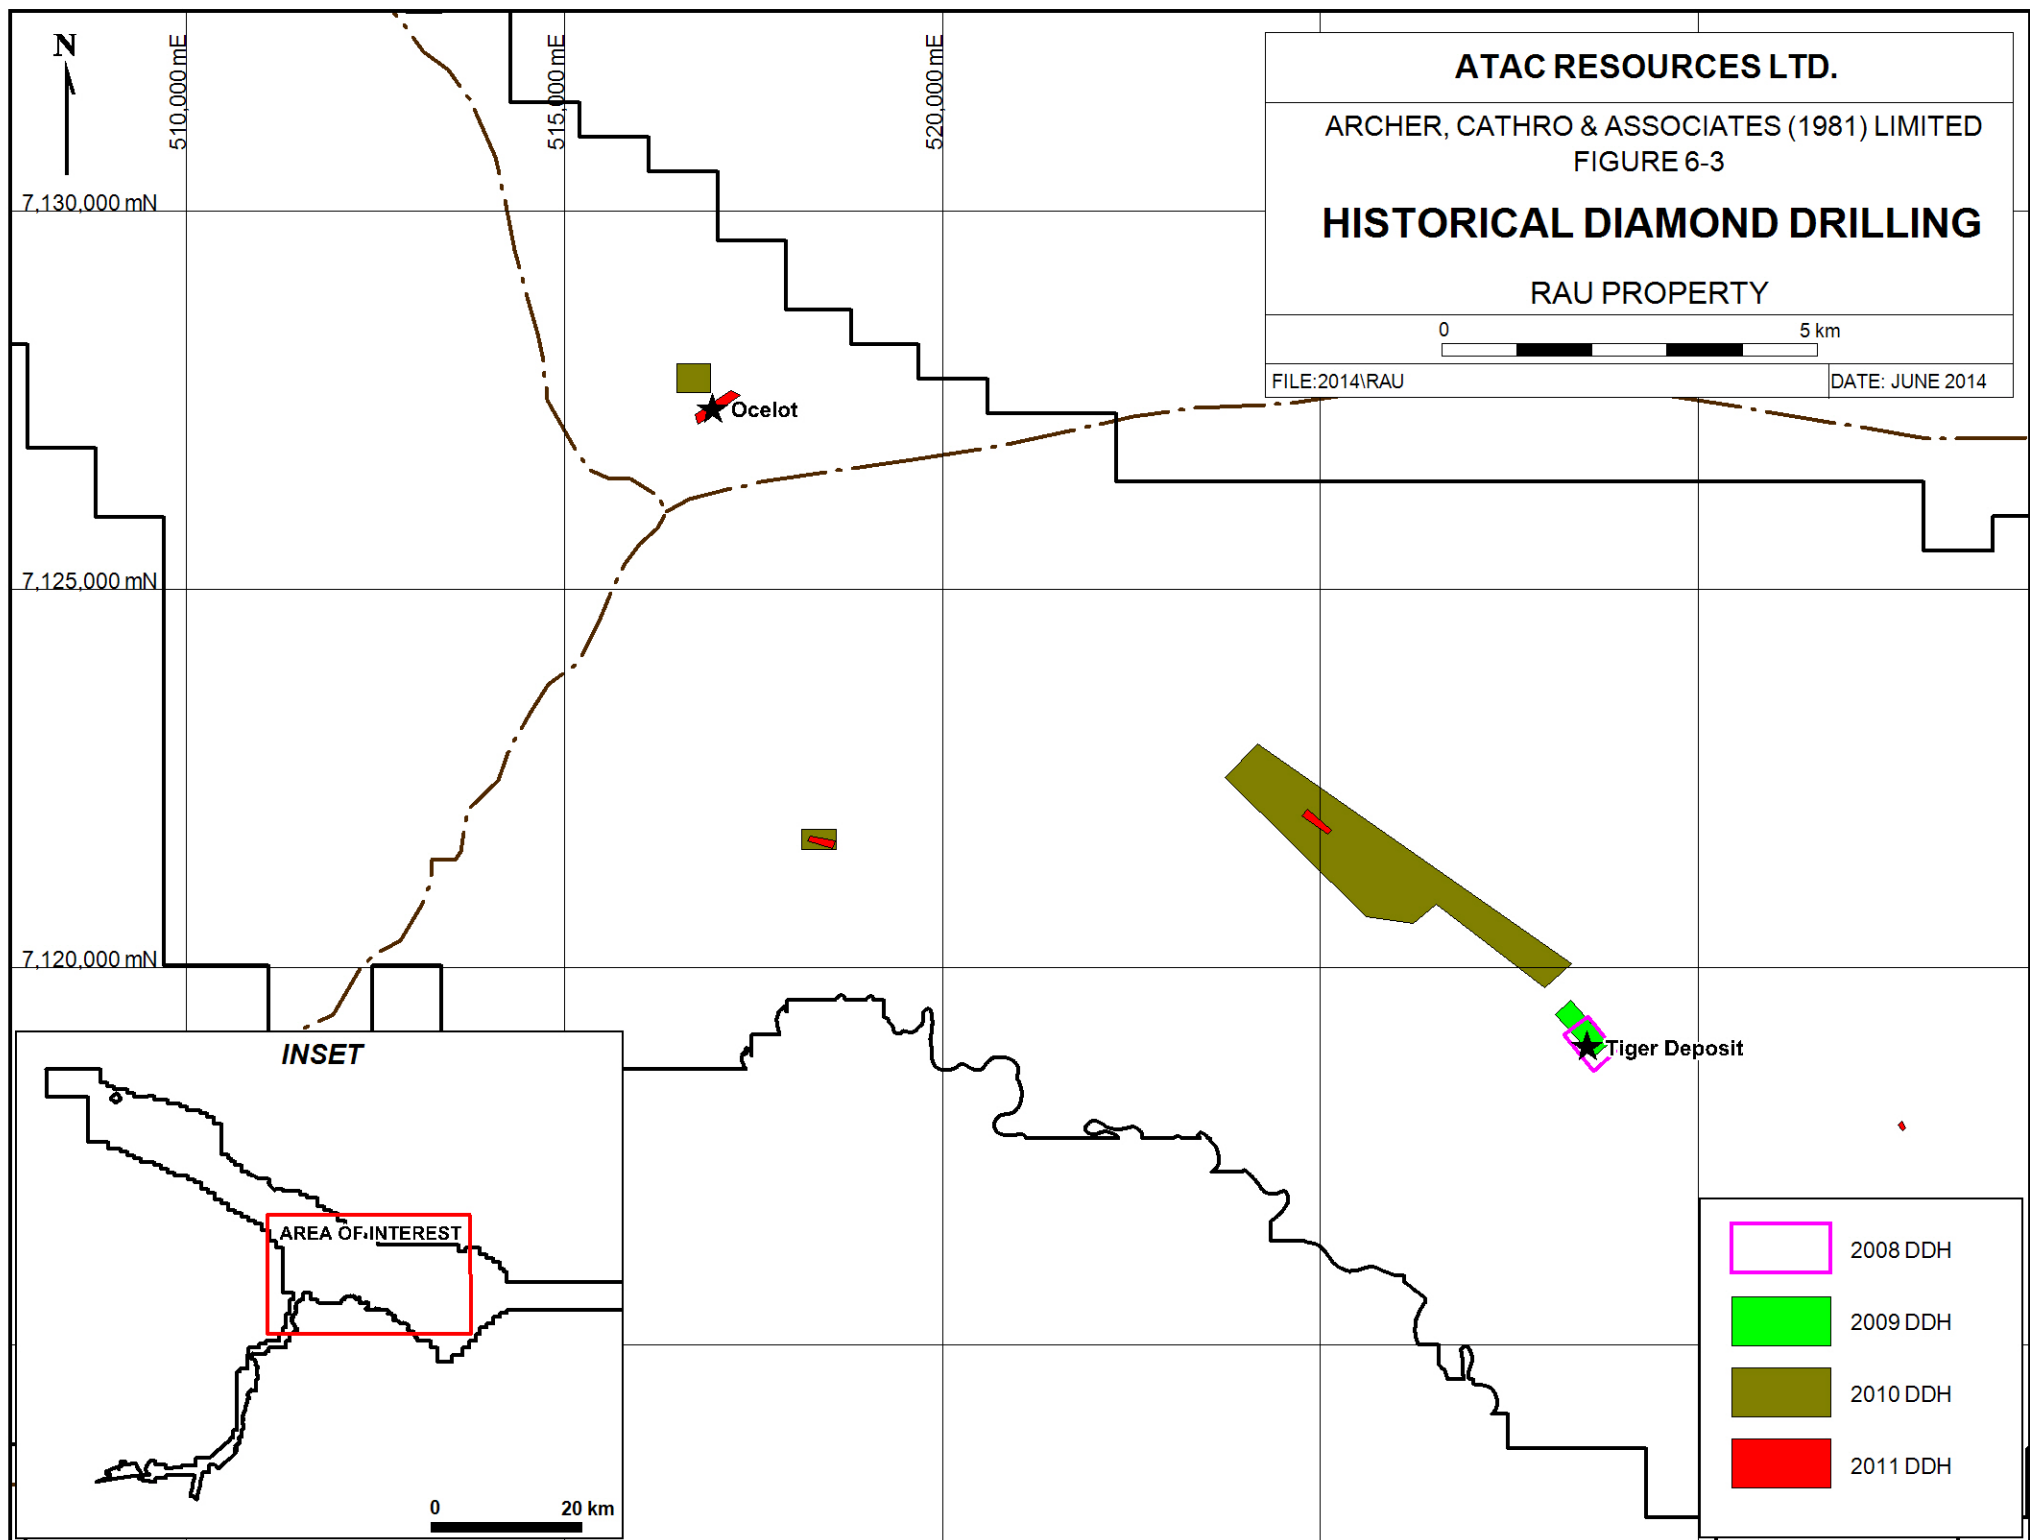 N
510,000 mE
515,000 mE
520,000 mE
ATAC RESOURCES LTD.
ARCHER, CATHRO & ASSOCIATES (1981) LIMITED
FIGURE 6-3
HISTORICAL DIAMOND DRILLING
RAU PROPERTY
0 5 km
FILE:2014\RAU DATE: JUNE 2014
7,130,000 mN
Ocelot
7,125,000 mN
7,120,000 mN
Tiger Deposit
INSET
AREA OF INTEREST
0 20 km
2008 DDH
2009 DDH
2010 DDH
2011 DDH